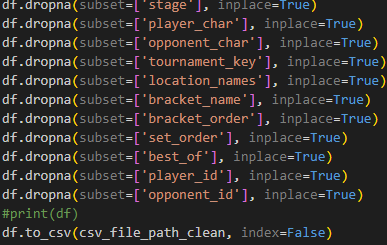 df.dropna(subset=['stage'], inplace=True)
df.dropna(subset=['player_char'], inplace=True)
df.dropna(subset=['opponent_char'], inplace=True)
df.dropna(subset=['tournament_key'], inplace=True)
df.dropna(subset=['location_names'], inplace=True)
df.dropna(subset=['bracket_name'], inplace=True)
df.dropna(subset=['bracket_order'], inplace=True)
df.dropna(subset=['set_order'], inplace=True)
df.dropna(subset=['best_of'], inplace=True)
df.dropna(subset=['player_id'], inplace=True)
df.dropna(subset=['opponent_id'], inplace=True)
#print(df)
df.to_csv(csv_file_path_clean, index=False)